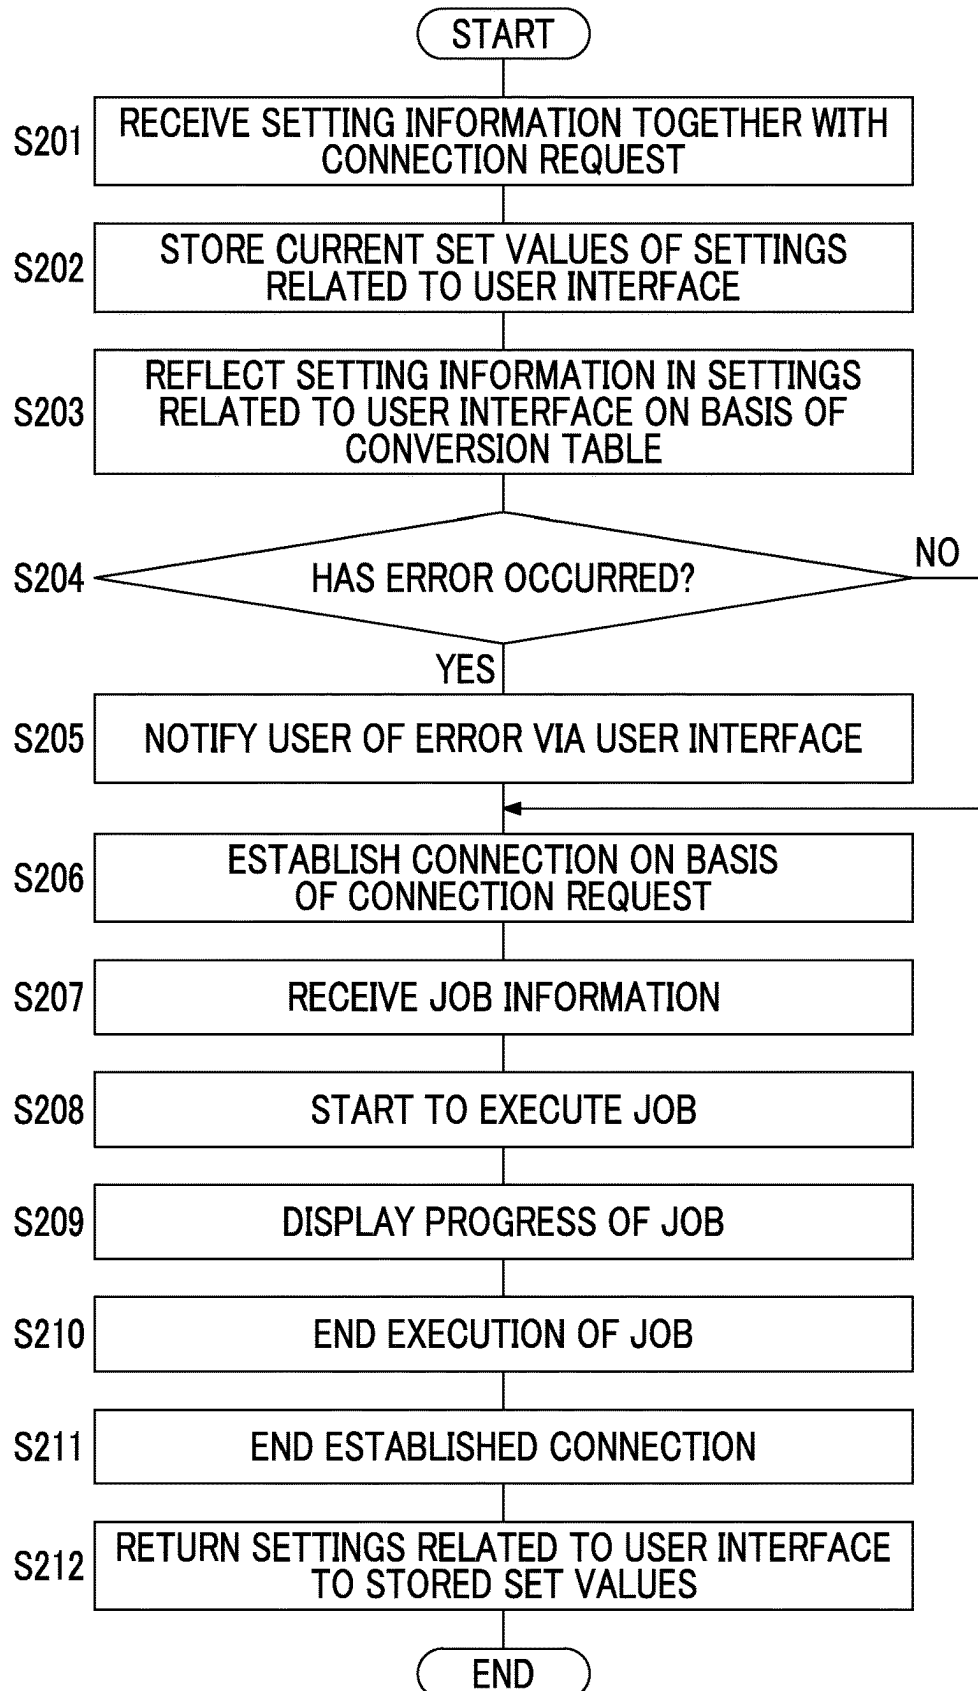 START
S201
RECEIVE SETTING INFORMATION TOGETHER WITH
CONNECTION REQUEST
S202
STORE CURRENT SET VALUES OF SETTINGS
RELATED TO USER INTERFACE
S203
REFLECT SETTING INFORMATION IN SETTINGS
RELATED TO USER INTERFACE ON BASIS OF
CONVERSION TABLE
S204
HAS ERROR OCCURRED?
NO
YES
S205
NOTIFY USER OF ERROR VIA USER INTERFACE
S206
ESTABLISH CONNECTION ON BASIS
OF CONNECTION REQUEST
S207
RECEIVE JOB INFORMATION
S208
START TO EXECUTE JOB
S209
DISPLAY PROGRESS OF JOB
S210
END EXECUTION OF JOB
S211
END ESTABLISHED CONNECTION
S212
RETURN SETTINGS RELATED TO USER INTERFACE
TO STORED SET VALUES
END